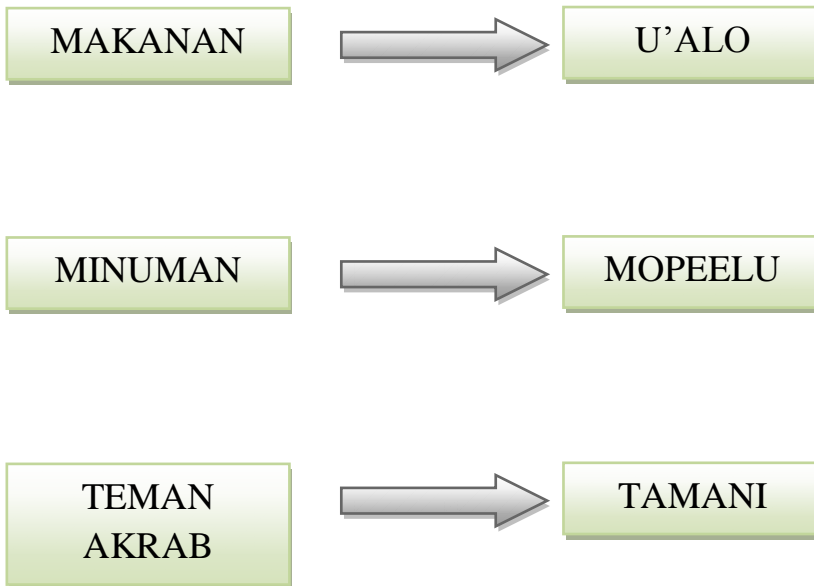 MAKANAN
U’ALO
MINUMAN
MOPEELU
TEMAN
AKRAB
TAMANI